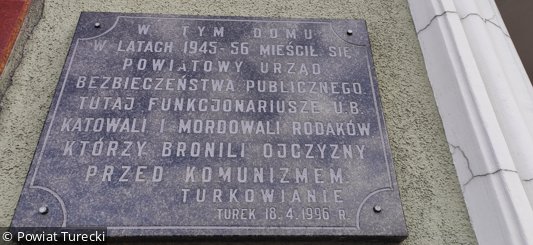 W TYM DOMU
W LATACH 1945-56 MIEŚCIŁ SIĘ
POWIATOWY URZĄD
BEZPIECZEŃSTWA PUBLICZNEGO.
TUTAJ FUNKCJONARIUSZE U.B.
KATOWALI I MORDOWALI RODAKÓW
KTÓRZY BRONILI OJCZYZNY
PRZED KOMUNIZMEM
TURKOWIANIE
TUREK 18.4.1996 R.
© Powiat Turecki